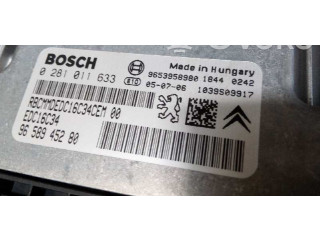 BOSCH
Made in Hungary
0 281 011 633
9653958980 1844 0242
ETC 05-07-06 1039S09917
RBCMMDEDC16C34CEM 00
EDC16C34
96 589 452 80